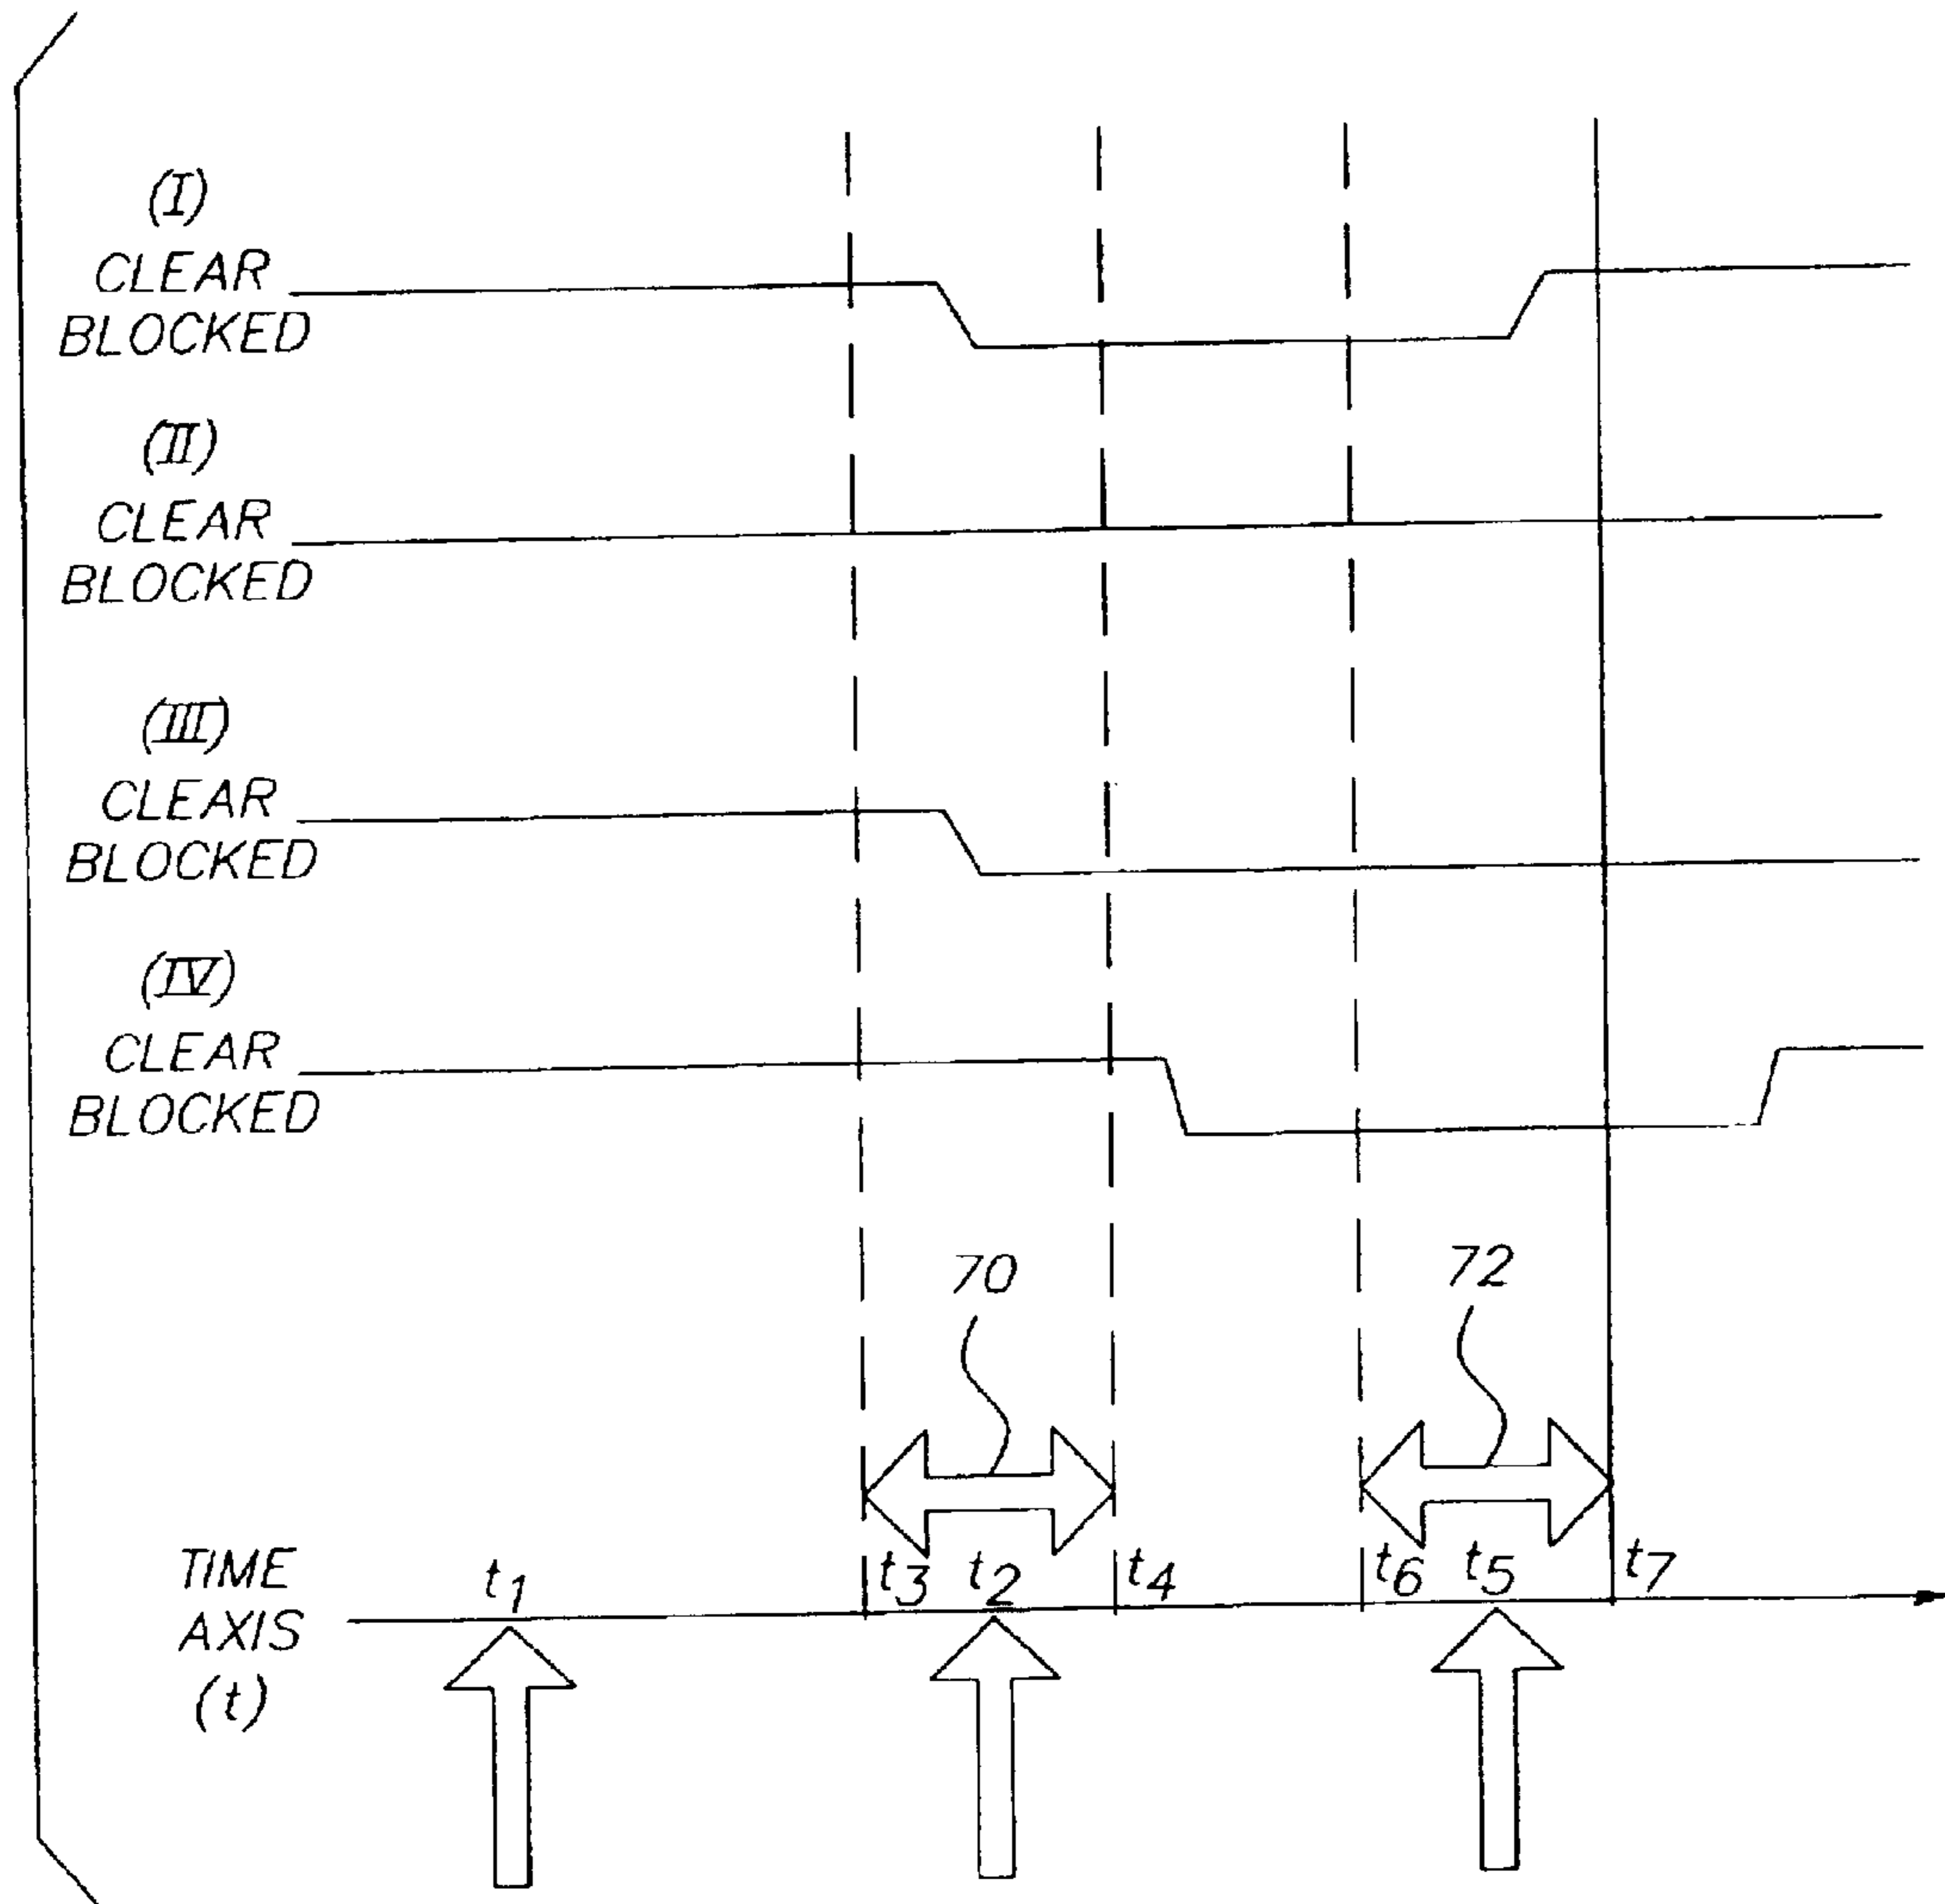 (I)
CLEAR
BLOCKED
(II)
CLEAR
BLOCKED
(III)
CLEAR
BLOCKED
(IV)
CLEAR
BLOCKED
70
72
TIME
AXIS
(t)
t1
t3
t2
t4
t6
t5
t7